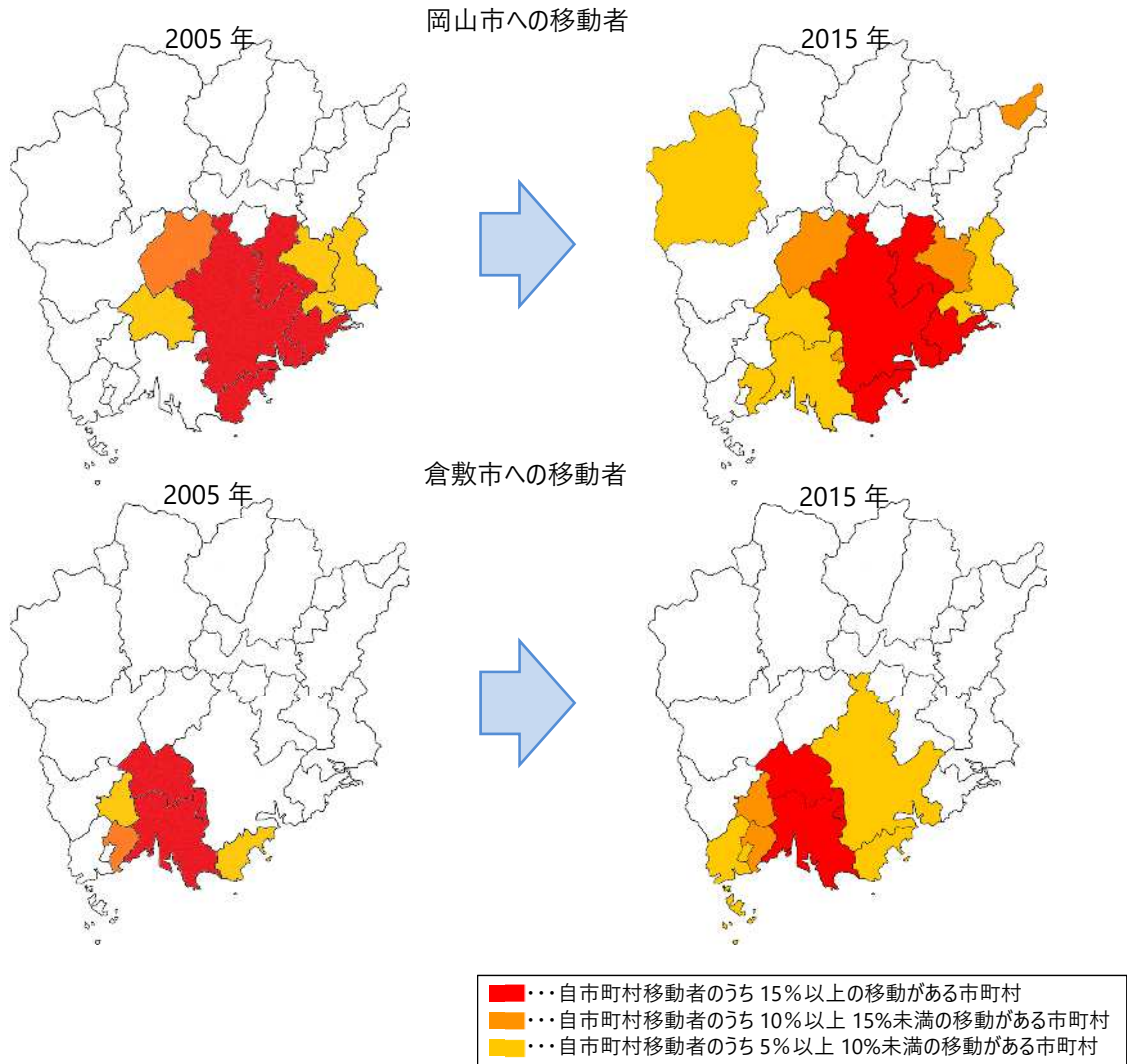 岡山市への移動者
2005 年
2015 年
倉敷市への移動者
2005 年
2015 年
・・・自市町村移動者のうち 15%以上の移動がある市町村
・・・自市町村移動者のうち 10%以上 15%未満の移動がある市町村
・・・自市町村移動者のうち 5%以上 10%未満の移動がある市町村